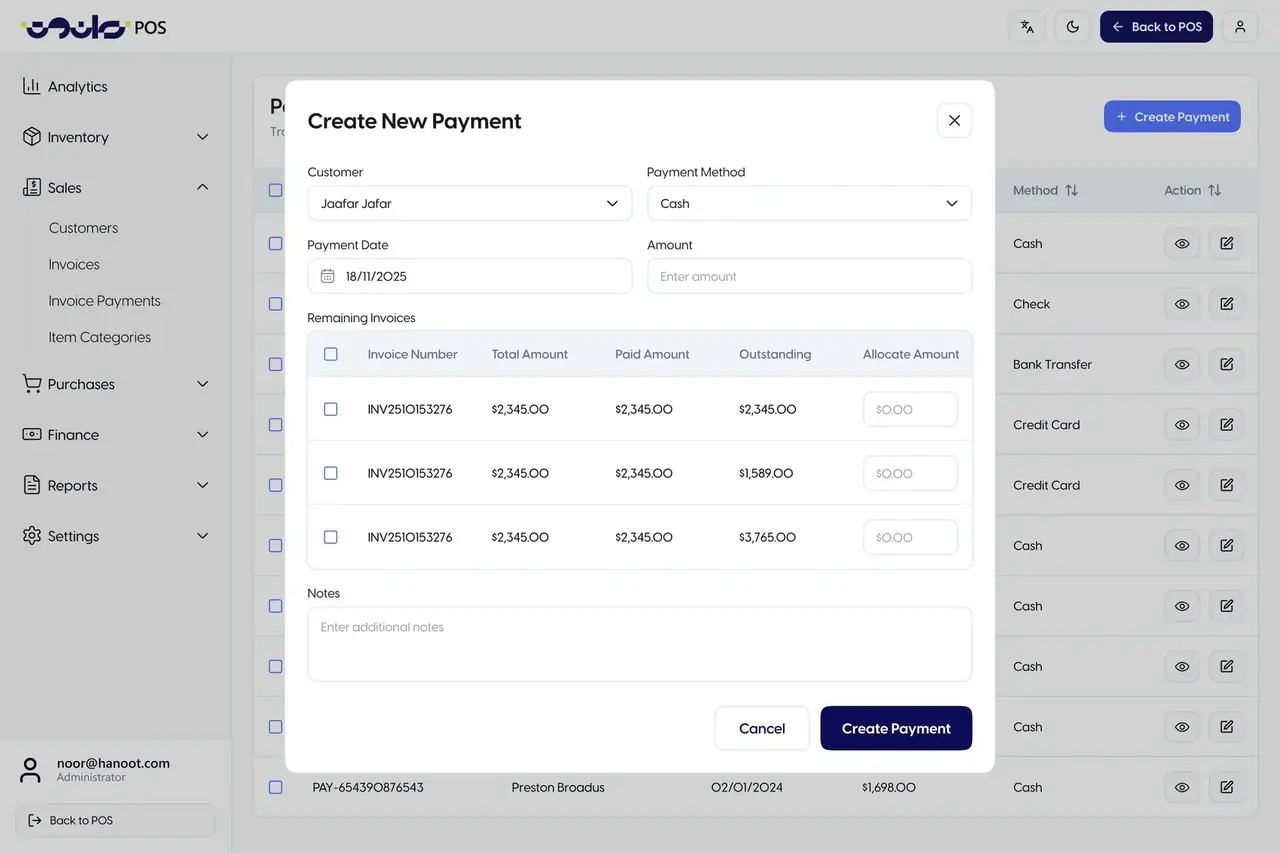 حانوت POS
Back to POS
Analytics
Inventory
Sales
Customers
Invoices
Invoice Payments
Item Categories
Purchases
Finance
Reports
Settings
noor@hanoot.com
Administrator
Back to POS
Create Payment
Method Action
Cash
Check
Bank Transfer
Credit Card
Credit Card
Cash
Cash
Cash
Cash
PAY-654390876543 Preston Broadus 02/01/2024 $1,698.00 Cash
Create New Payment
Customer Payment Method
Jaafar Jafar Cash
Payment Date Amount
18/11/2025 Enter amount
Remaining Invoices
Invoice Number Total Amount Paid Amount Outstanding Allocate Amount
INV2510153276 $2,345.00 $2,345.00 $2,345.00 $0.00
INV2510153276 $2,345.00 $2,345.00 $1,589.00 $0.00
INV2510153276 $2,345.00 $2,345.00 $3,765.00 $0.00
Notes
Enter additional notes
Cancel Create Payment